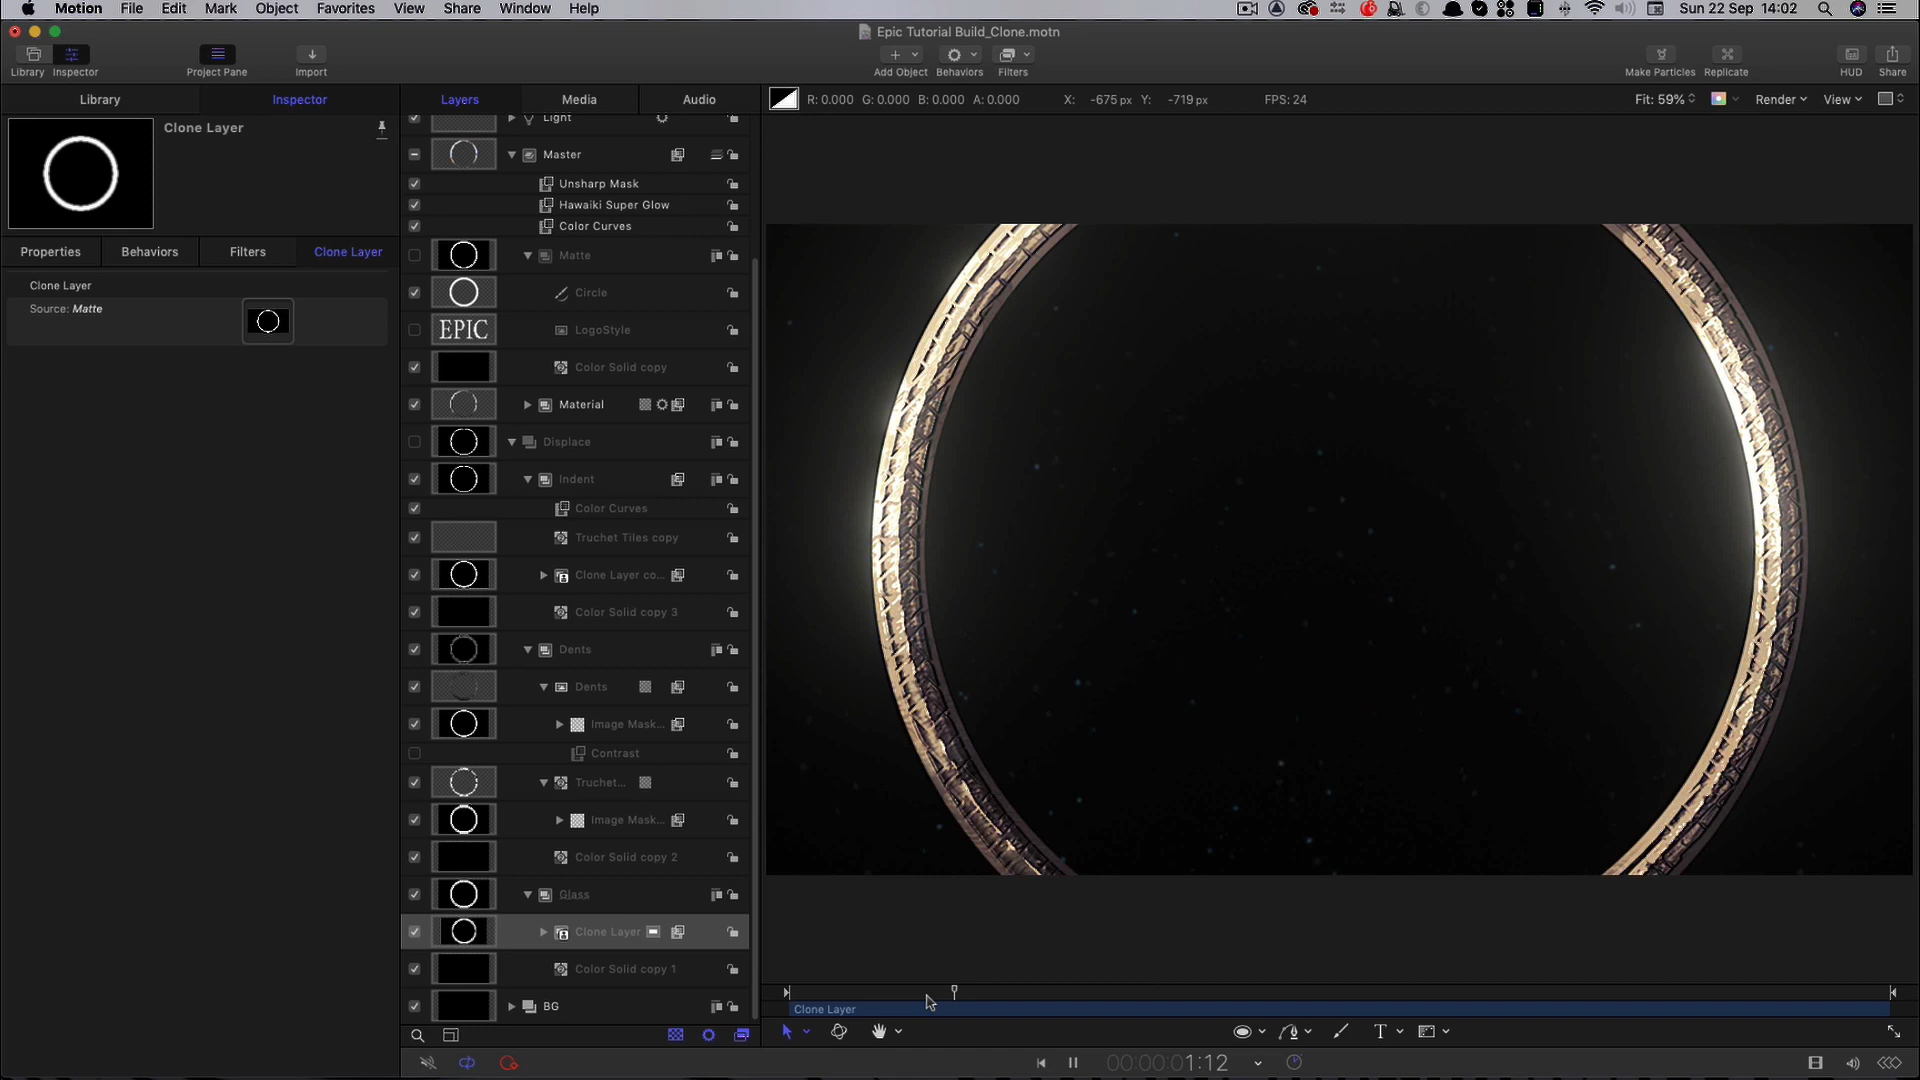 Motion File Edit Mark Object Favorites View Share Window Help Sun 22 Sep 14:02
Epic Tutorial Build_Clone.motn
Library Inspector Project Pane Import Add Object Behaviors Filters Make Particles Replicate HUD Share
Library Inspector Layers Media Audio R: 0.000 G: 0.000 B: 0.000 A: 0.000 X: -675 px Y: -719 px FPS: 24 Fit: 59% Render View
Clone Layer
Properties Behaviors Filters Clone Layer
Clone Layer
Source: Matte
Light
Master
Unsharp Mask
Hawaiki Super Glow
Color Curves
Matte
Circle
EPIC LogoStyle
Color Solid copy
Material
Displace
Indent
Color Curves
Truchet Tiles copy
Clone Layer co...
Color Solid copy 3
Dents
Dents
Image Mask...
Contrast
Truchet...
Image Mask...
Color Solid copy 2
Glass
Clone Layer
Color Solid copy 1
BG
Clone Layer
T
00:00:01:12